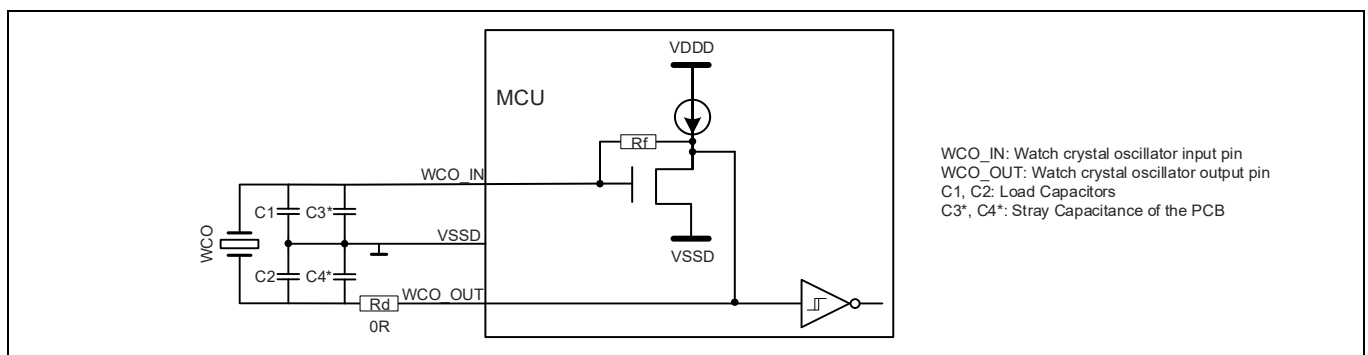 VDDD
MCU
Rf
WCO_IN
C1
C3*
VSSD
WCO
C2
C4*
VSSD
WCO_OUT
Rd
0R
WCO_IN: Watch crystal oscillator input pin
WCO_OUT: Watch crystal oscillator output pin
C1, C2: Load Capacitors
C3*, C4*: Stray Capacitance of the PCB